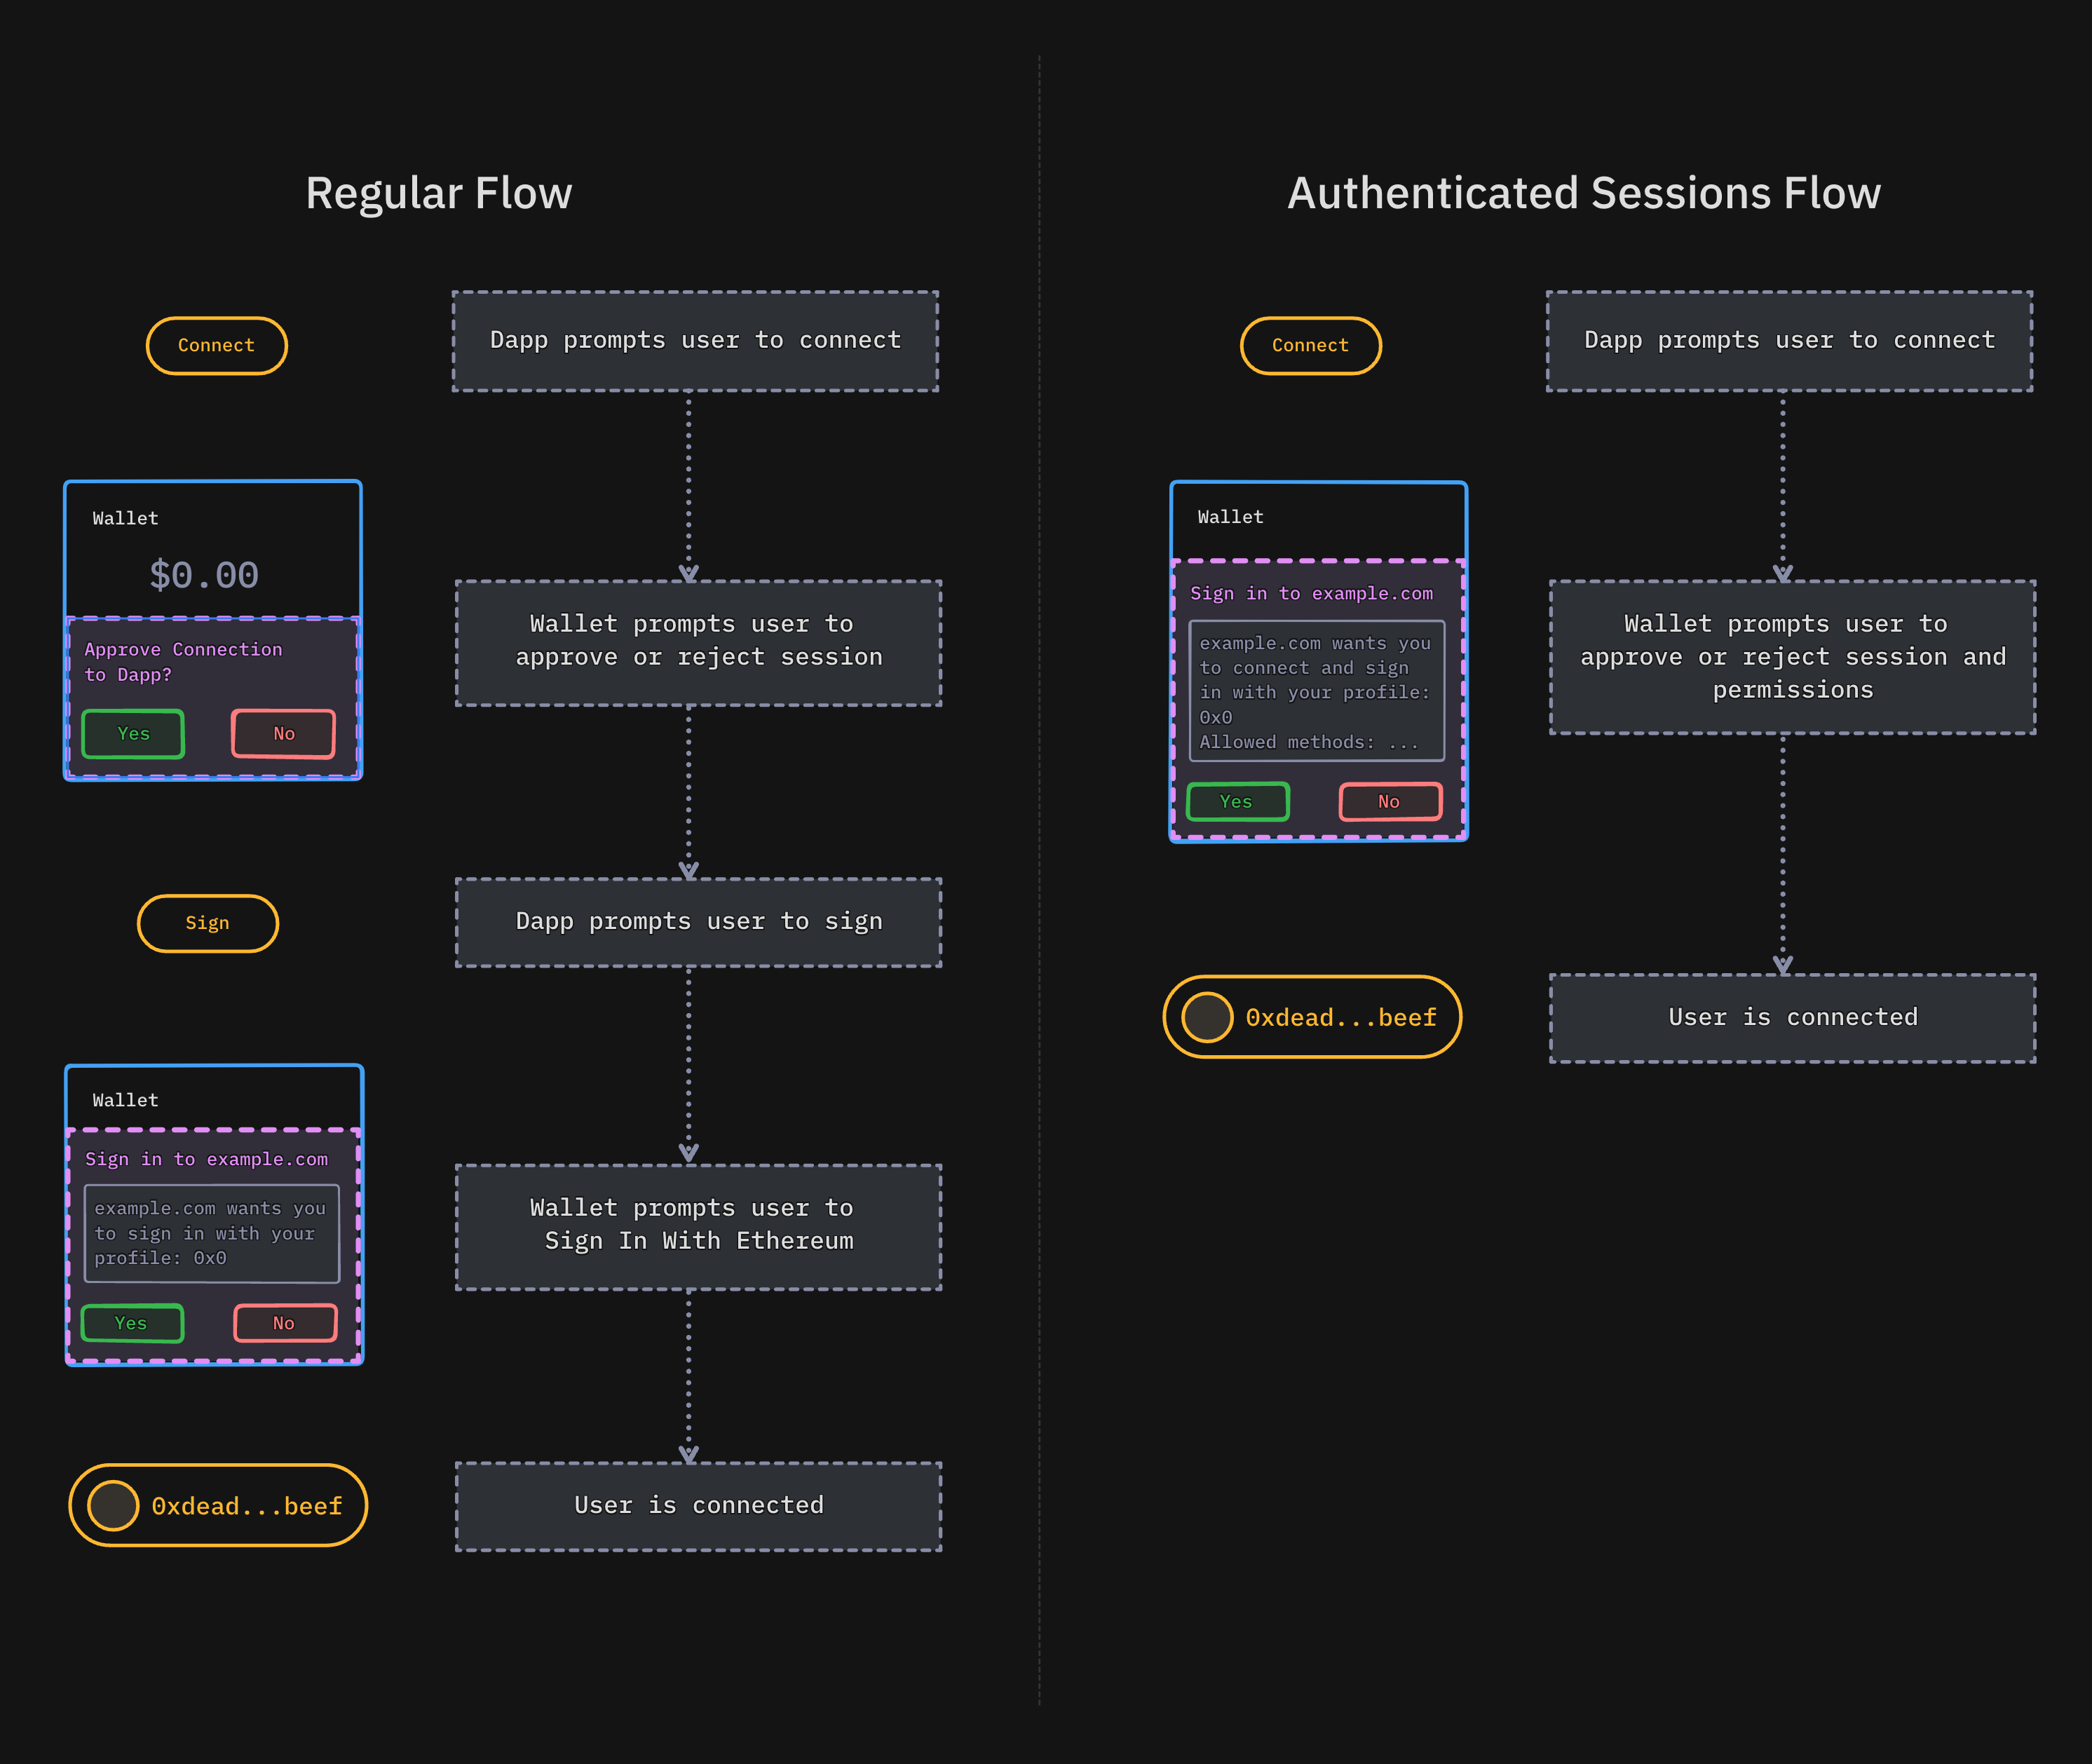 Regular Flow
Connect
Dapp prompts user to connect
Wallet
$0.00
Approve Connection
to Dapp?
Yes
No
Wallet prompts user to
approve or reject session
Sign
Dapp prompts user to sign
Wallet
Sign in to example.com
example.com wants you
to sign in with your
profile: 0x0
Yes
No
Wallet prompts user to
Sign In With Ethereum
0xdead...beef
User is connected
Authenticated Sessions Flow
Connect
Dapp prompts user to connect
Wallet
Sign in to example.com
example.com wants you
to connect and sign
in with your profile:
0x0
Allowed methods: ...
Yes
No
Wallet prompts user to
approve or reject session and
permissions
0xdead...beef
User is connected